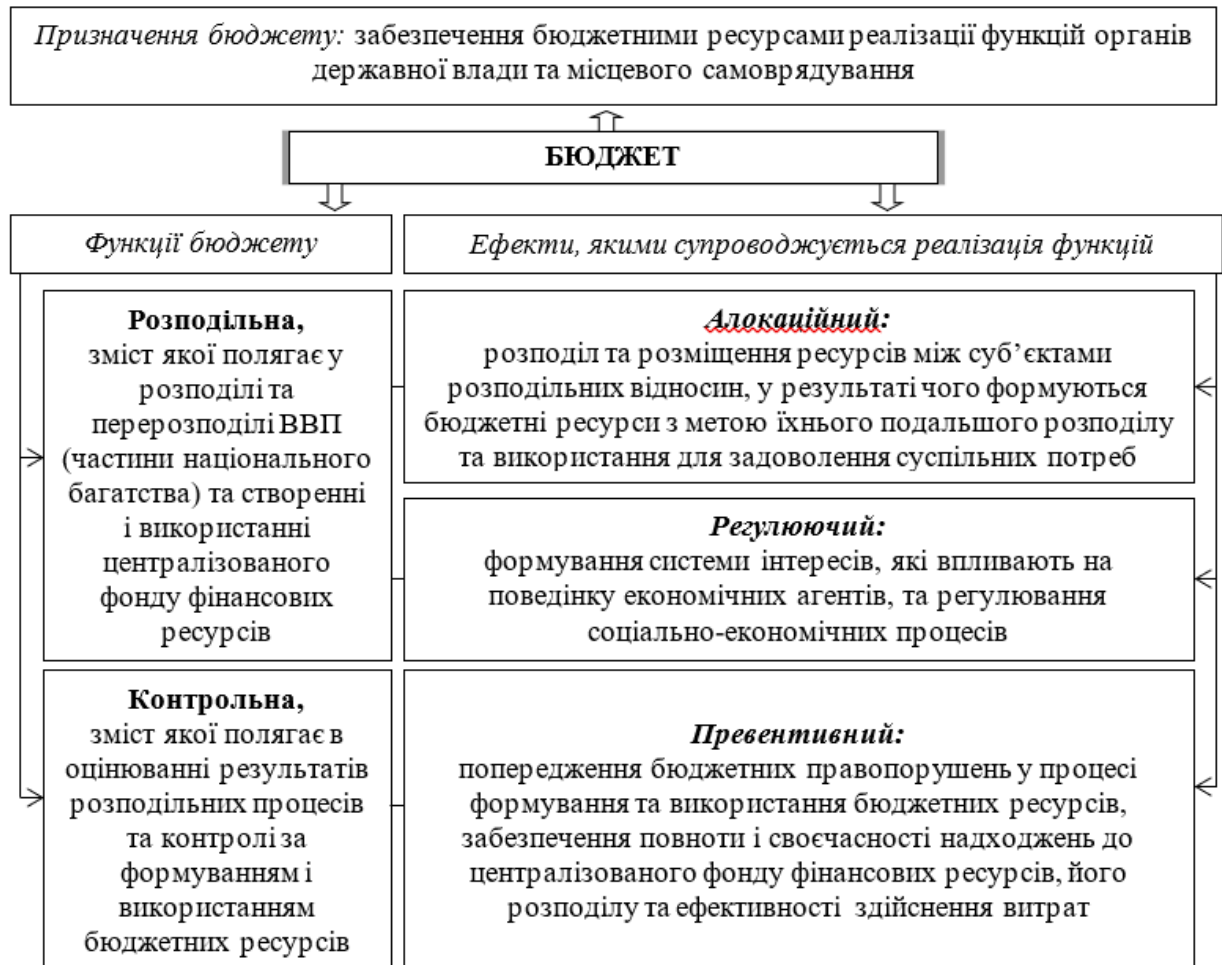 Призначення бюджету: забезпечення бюджетними ресурсами реалізації функцій органів
державної влади та місцевого самоврядування
БЮДЖЕТ
Функції бюджету
Ефекти, якими супроводжується реалізація функцій
Розподільна,
зміст якої полягає у
розподілі та
перерозподілі ВВП
(частини національного
багатства) та створенні
і використанні
централізованого
фонду фінансових
ресурсів
Алокаційний:
розподіл та розміщення ресурсів між суб’єктами
розподільних відносин, у результаті чого формуються
бюджетні ресурси з метою їхнього подальшого розподілу
та використання для задоволення суспільних потреб
Регулюючий:
формування системи інтересів, які впливають на
поведінку економічних агентів, та регулювання
соціально-економічних процесів
Контрольна,
зміст якої полягає в
оцінюванні результатів
розподільних процесів
та контролі за
формуванням і
використанням
бюджетних ресурсів
Превентивний:
попередження бюджетних правопорушень у процесі
формування та використання бюджетних ресурсів,
забезпечення повноти і своєчасності надходжень до
централізованого фонду фінансових ресурсів, його
розподілу та ефективності здійснення витрат